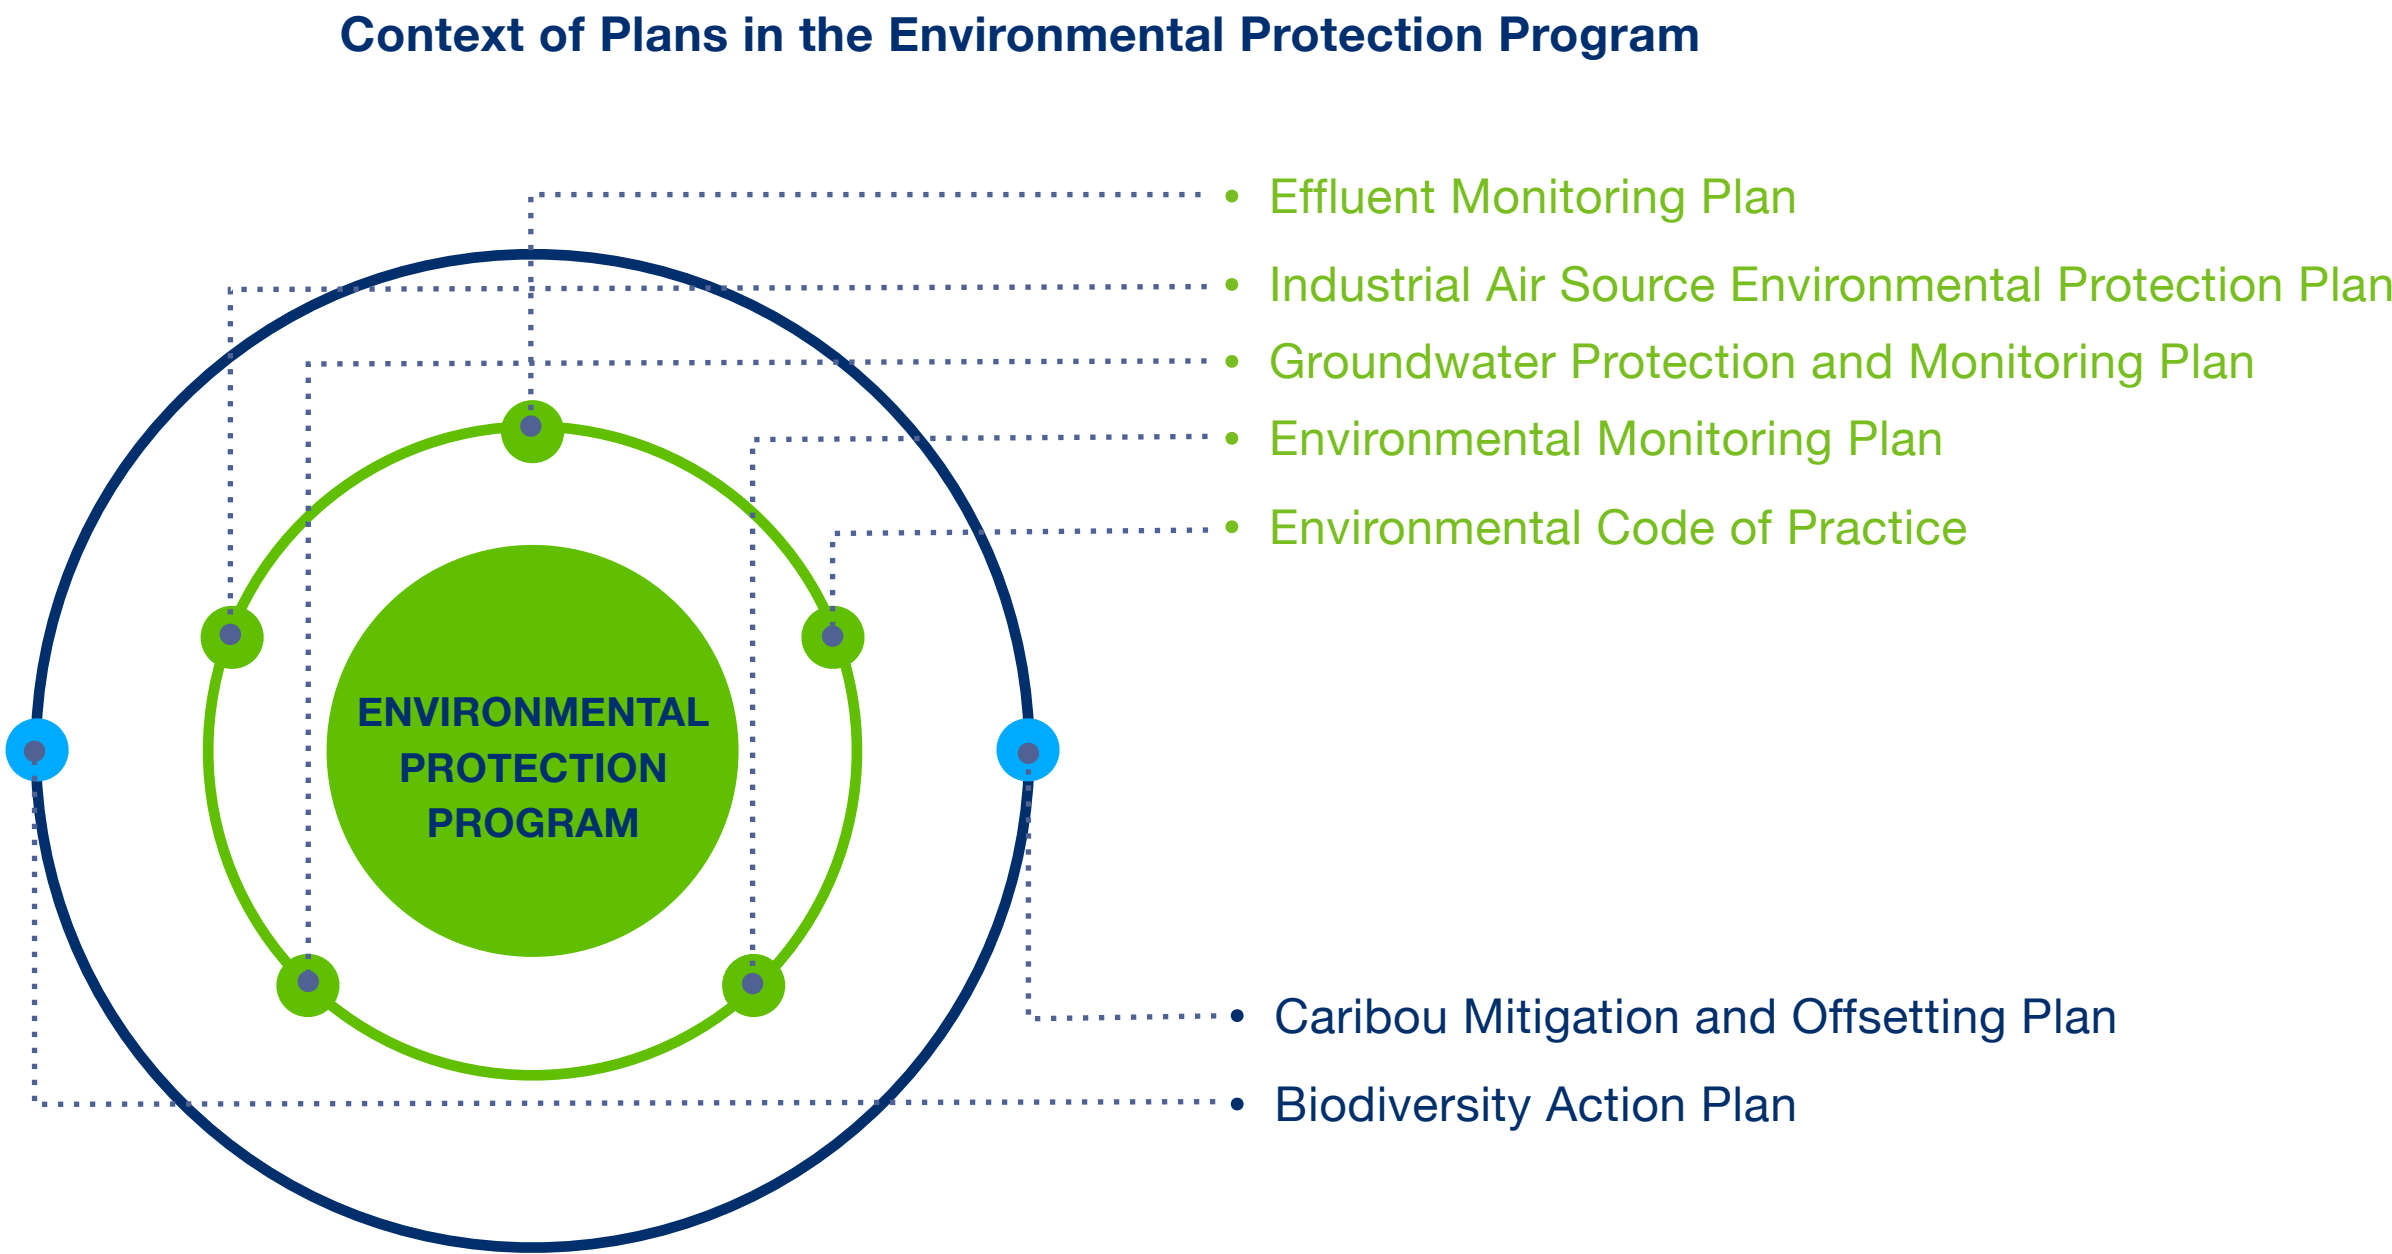 Context of Plans in the Environmental Protection Program
• Effluent Monitoring Plan
• Industrial Air Source Environmental Protection Plan
• Groundwater Protection and Monitoring Plan
• Environmental Monitoring Plan
• Environmental Code of Practice
ENVIRONMENTAL
PROTECTION
PROGRAM
• Caribou Mitigation and Offsetting Plan
• Biodiversity Action Plan